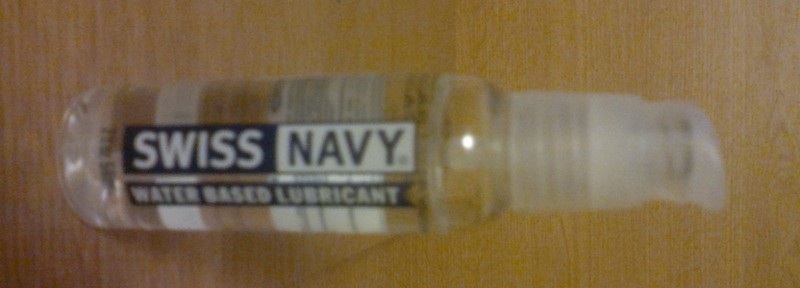 SWISS NAVY®
WATER BASED LUBRICANT